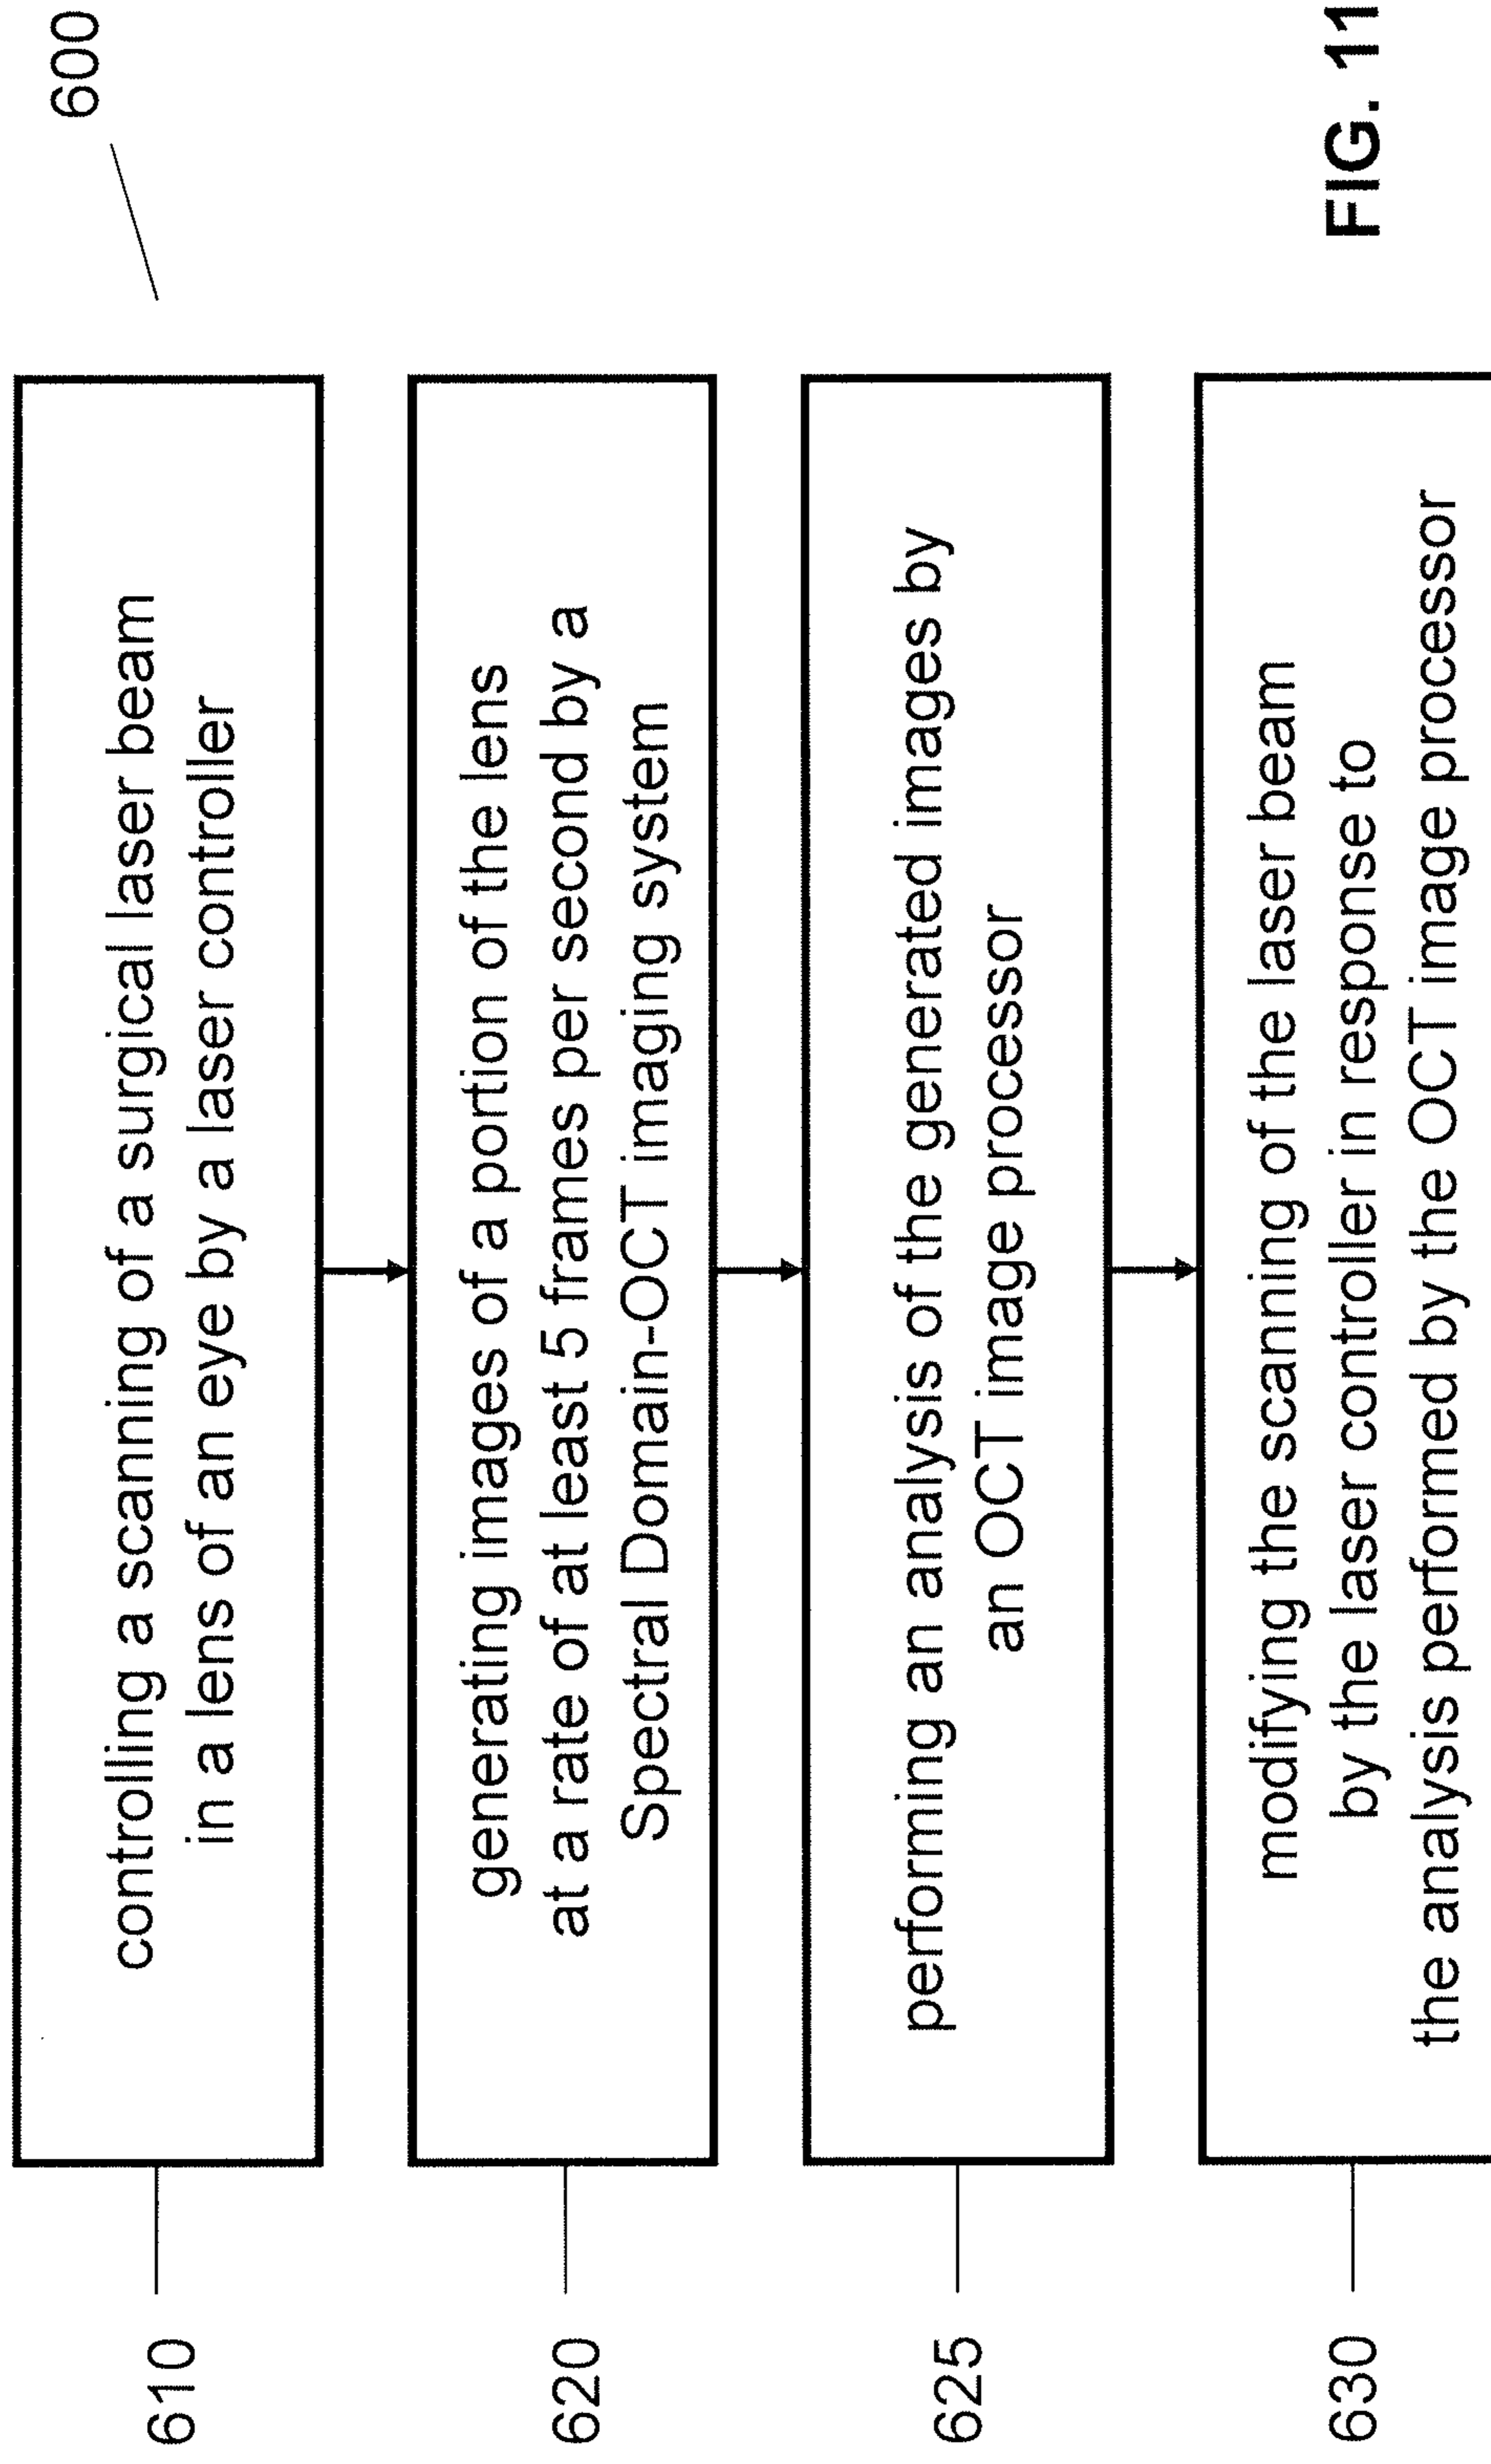 600
610
controlling a scanning of a surgical laser beam
in a lens of an eye by a laser controller
620
generating images of a portion of the lens
at a rate of at least 5 frames per second by a
Spectral Domain-OCT imaging system
625
performing an analysis of the generated images by
an OCT image processor
630
modifying the scanning of the laser beam
by the laser controller in response to
the analysis performed by the OCT image processor
FIG. 11